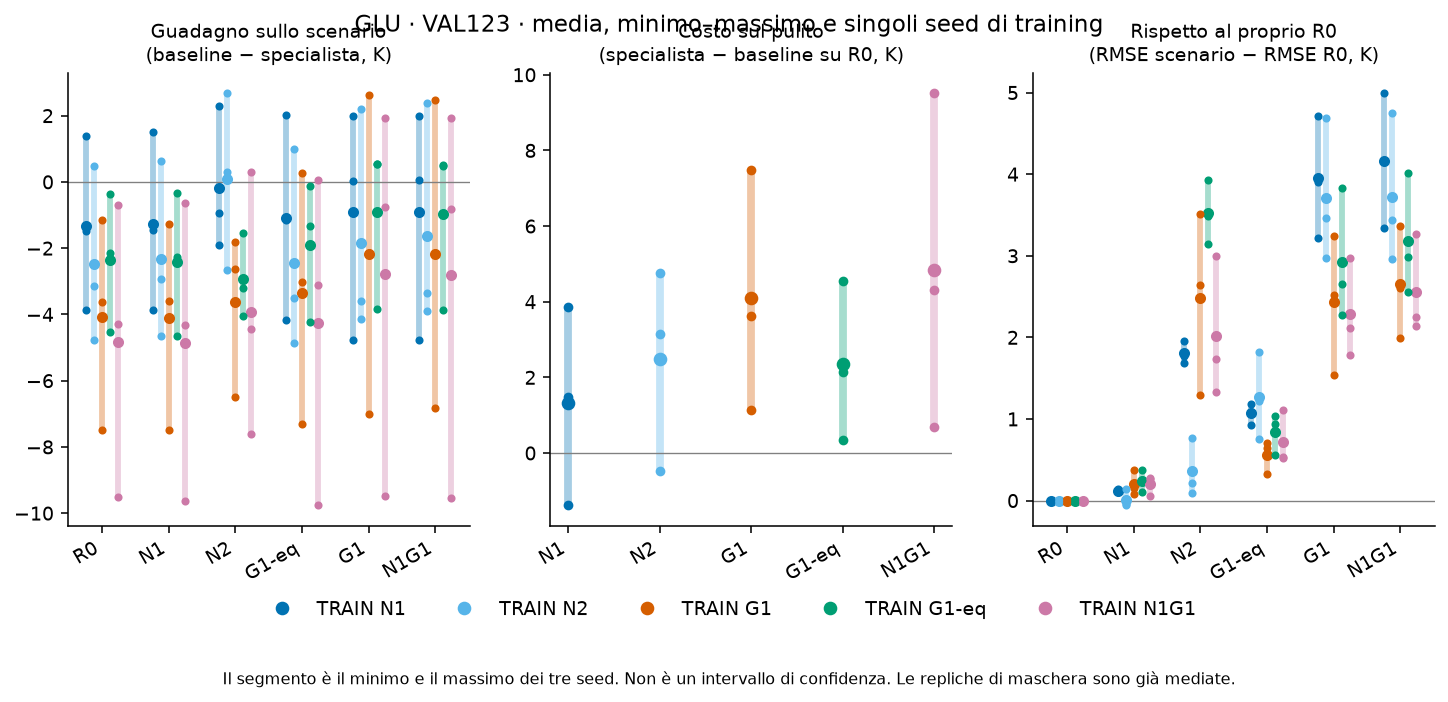 GLU · VAL123 · media, minimo–massimo e singoli seed di training
Guadagno sullo scenario
(baseline − specialista, K)
Costo sul pulito
(specialista − baseline su R0, K)
Rispetto al proprio R0
(RMSE scenario − RMSE R0, K)
2
0
−2
−4
−6
−8
−10
R0 N1 N2 G1-eq G1 N1G1
10
8
6
4
2
0
N1 N2 G1 G1-eq N1G1
5
4
3
2
1
0
R0 N1 N2 G1-eq G1 N1G1
TRAIN N1 TRAIN N2 TRAIN G1 TRAIN G1-eq TRAIN N1G1
Il segmento è il minimo e il massimo dei tre seed. Non è un intervallo di confidenza. Le repliche di maschera sono già mediate.